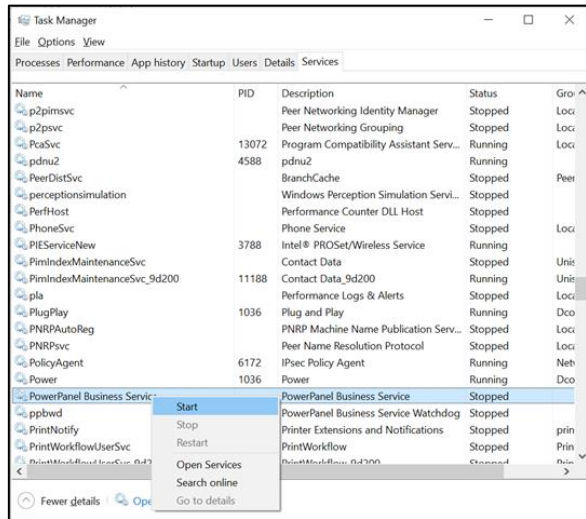 Task Manager
File Options View
Processes Performance App history Startup Users Details Services
Name PID Description Status Gro
p2pimsvc Peer Networking Identity Manager Stopped Loca
p2psvc Peer Networking Grouping Stopped Loca
PcaSvc 13072 Program Compatibility Assistant Serv... Running Loca
pdnu2 4588 pdnu2 Running
PeerDistSvc BranchCache Stopped Peer
perceptionsimulation Windows Perception Simulation Servi... Stopped
PerfHost Performance Counter DLL Host Stopped
PhoneSvc Phone Service Stopped Loca
PIEServiceNew 3788 Intel® PROSet/Wireless Service Running
PimIndexMaintenanceSvc Contact Data Stopped Unis
PimIndexMaintenanceSvc_9d200 11188 Contact Data_9d200 Running Unis
pla Performance Logs & Alerts Stopped Loca
PlugPlay 1036 Plug and Play Running Dco
PNRPAutoReg PNRP Machine Name Publication Serv... Stopped Loca
PNRPsvc Peer Name Resolution Protocol Stopped Loca
PolicyAgent 6172 IPsec Policy Agent Running Netv
Power 1036 Power Running Dco
PowerPanel Business Service PowerPanel Business Service Stopped
Start
ppbwd PowerPanel Business Service Watchdog Stopped
Stop
PrintNotify Printer Extensions and Notifications Stopped prin
Restart
PrintWorkflowUserSvc PrintWorkflow Stopped Prin
PrintWorkflowUserSvc_9d2 PrintWorkflow_9d200 Stopped Prin
Open Services
Search online
Go to details
Fewer details Ope